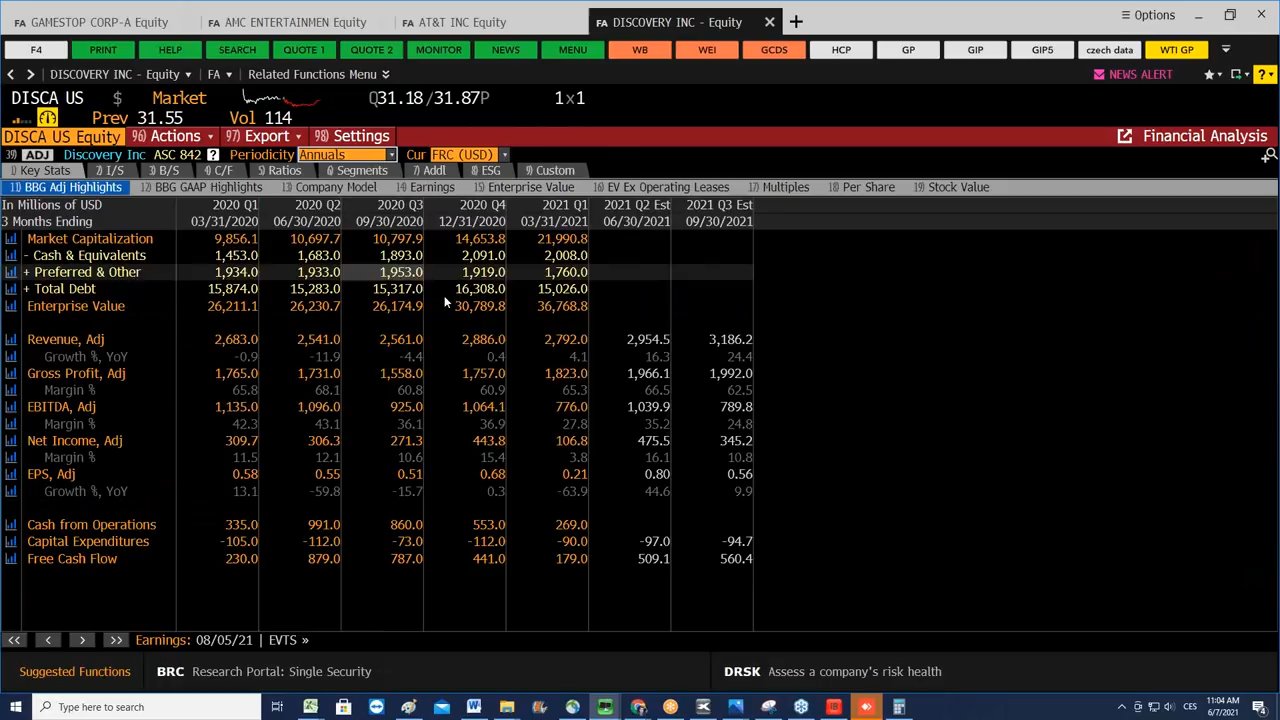 FA GAMESTOP CORP-A Equity FA AMC ENTERTAINMEN Equity FA AT&T INC Equity FA DISCOVERY INC - Equity × + Options
F4 PRINT HELP SEARCH QUOTE 1 QUOTE 2 MONITOR NEWS MENU WB WEI GCDS HCP GP GIP GIP5 czech data WTI GP
DISCOVERY INC - Equity FA Related Functions Menu NEWS ALERT ?
DISCA US $ Market Q31.18/31.87P 1x1
Prev 31.55 Vol 114
DISCA US Equity 96) Actions 97) Export 98) Settings Financial Analysis
39) ADJ Discovery Inc ASC 842 ? Periodicity Annuals Cur FRC (USD)
1) Key Stats 2) I/S 3) B/S 4) C/F 5) Ratios 6) Segments 7) Addl 8) ESG 9) Custom
11) BBG Adj Highlights 12) BBG GAAP Highlights 13) Company Model 14) Earnings 15) Enterprise Value 16) EV Ex Operating Leases 17) Multiples 18) Per Share 19) Stock Value
In Millions of USD 2020 Q1 2020 Q2 2020 Q3 2020 Q4 2021 Q1 2021 Q2 Est 2021 Q3 Est
3 Months Ending 03/31/2020 06/30/2020 09/30/2020 12/31/2020 03/31/2021 06/30/2021 09/30/2021
Market Capitalization 9,856.1 10,697.7 10,797.9 14,653.8 21,990.8
- Cash & Equivalents 1,453.0 1,683.0 1,893.0 2,091.0 2,008.0
+ Preferred & Other 1,934.0 1,933.0 1,953.0 1,919.0 1,760.0
+ Total Debt 15,874.0 15,283.0 15,317.0 16,308.0 15,026.0
Enterprise Value 26,211.1 26,230.7 26,174.9 30,789.8 36,768.8
Revenue, Adj 2,683.0 2,541.0 2,561.0 2,886.0 2,792.0 2,954.5 3,186.2
Growth %, YoY -0.9 -11.9 -4.4 0.4 4.1 16.3 24.4
Gross Profit, Adj 1,765.0 1,731.0 1,558.0 1,757.0 1,823.0 1,966.1 1,992.0
Margin % 65.8 68.1 60.8 60.9 65.3 66.5 62.5
EBITDA, Adj 1,135.0 1,096.0 925.0 1,064.1 776.0 1,039.9 789.8
Margin % 42.3 43.1 36.1 36.9 27.8 35.2 24.8
Net Income, Adj 309.7 306.3 271.3 443.8 106.8 475.5 345.2
Margin % 11.5 12.1 10.6 15.4 3.8 16.1 10.8
EPS, Adj 0.58 0.55 0.51 0.68 0.21 0.80 0.56
Growth %, YoY 13.1 -59.8 -15.7 0.3 -63.9 44.6 9.9
Cash from Operations 335.0 991.0 860.0 553.0 269.0
Capital Expenditures -105.0 -112.0 -73.0 -112.0 -90.0 -97.0 -94.7
Free Cash Flow 230.0 879.0 787.0 441.0 179.0 509.1 560.4
<< < > >> Earnings: 08/05/21 | EVTS »
Suggested Functions BRC Research Portal: Single Security DRSK Assess a company's risk health
Type here to search CES 11:04 AM
6/7/2021